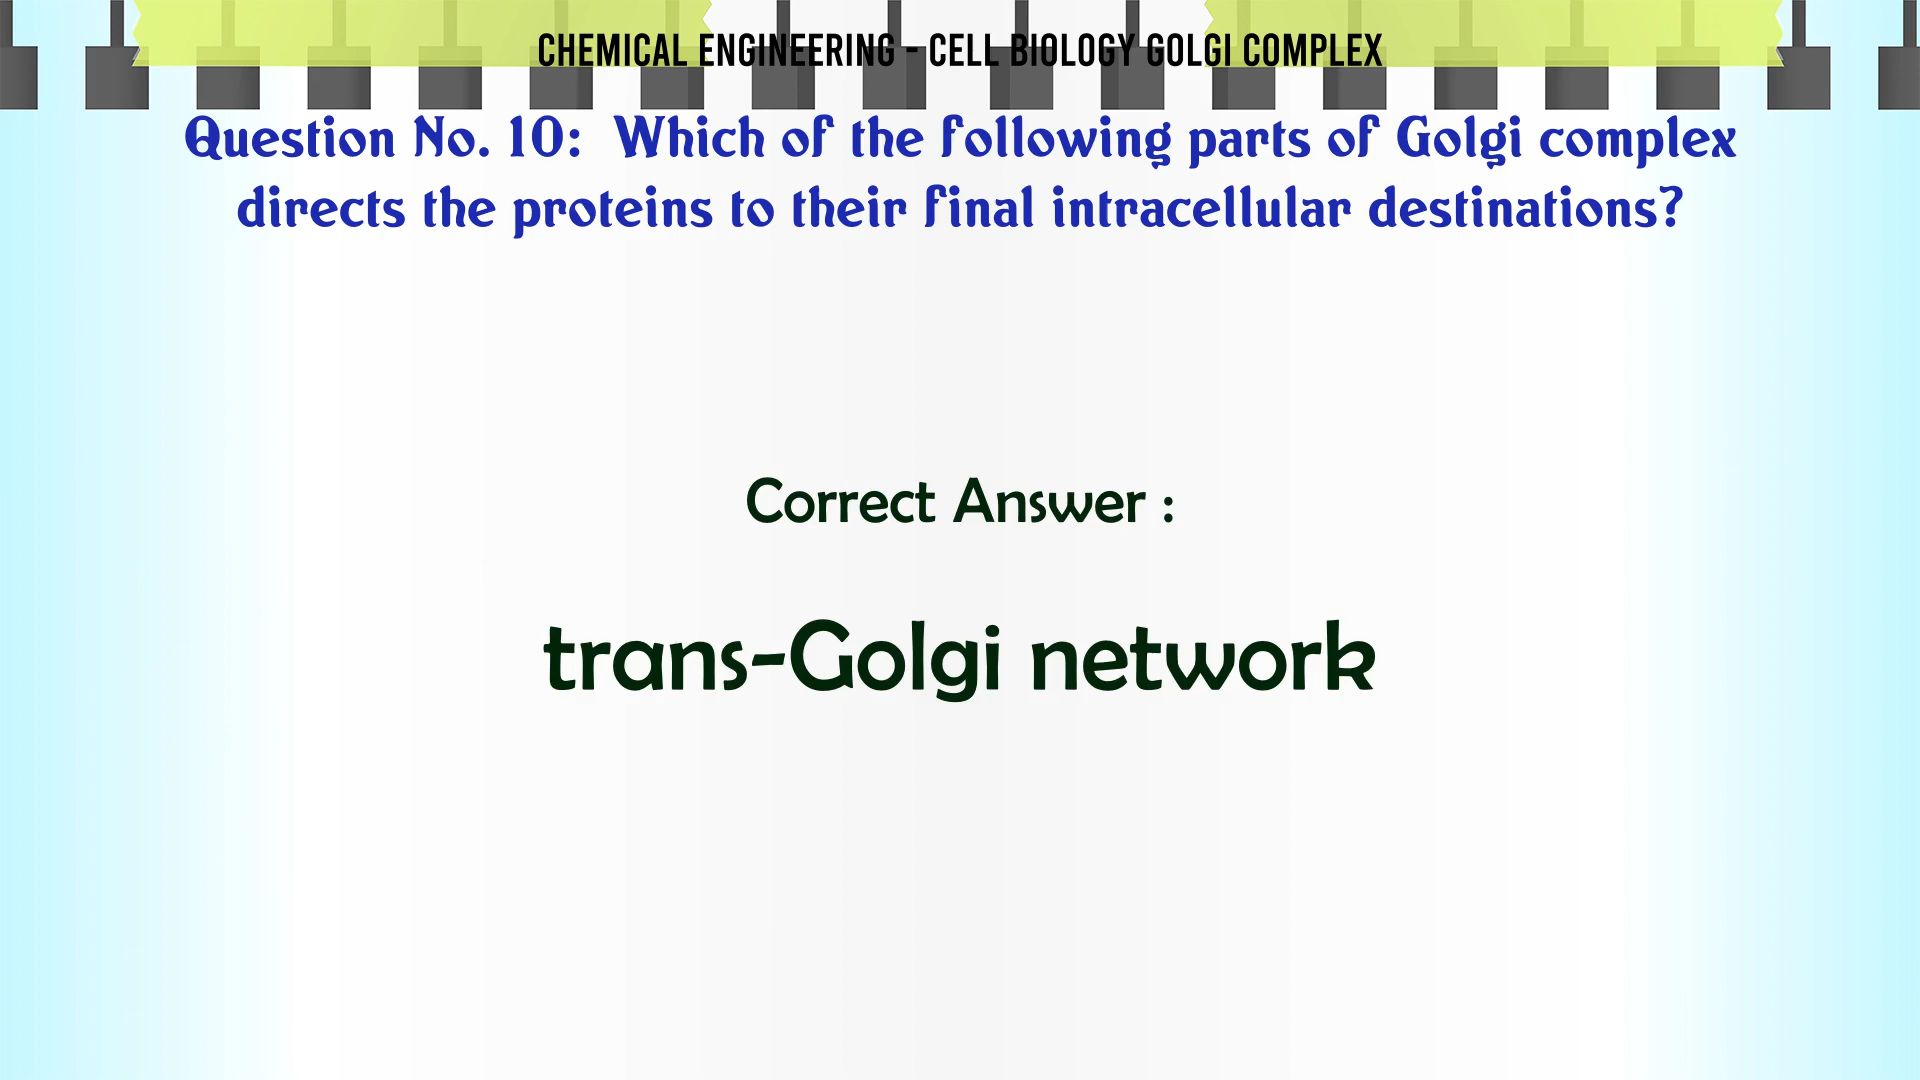 CHEMICAL ENGINEERING - CELL BIOLOGY GOLGI COMPLEX
Question No. 10:  Which of the following parts of Golgi complex
directs the proteins to their final intracellular destinations?
Correct Answer :
trans-Golgi network